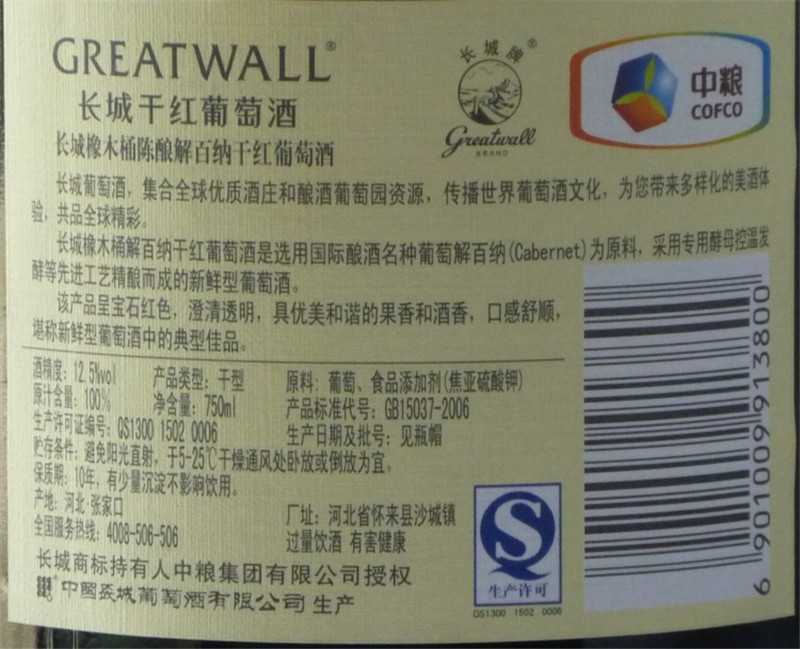 GREATWALL®
长城干红葡萄酒
长城橡木桶陈酿解百纳干红葡萄酒
长城牌®
Greatwall
BRAND
中粮
COFCO
长城葡萄酒，集合全球优质酒庄和酿酒葡萄园资源，传播世界葡萄酒文化，为您带来多样化的美酒体
验，共品全球精彩。
长城橡木桶解百纳干红葡萄酒是选用国际酿酒名种葡萄解百纳(Cabernet)为原料，采用专用酵母控温发
酵等先进工艺精酿而成的新鲜型葡萄酒。
该产品呈宝石红色，澄清透明，具优美和谐的果香和酒香，口感舒顺，
堪称新鲜型葡萄酒中的典型佳品。
酒精度：12.5%vol 产品类型：干型 原料：葡萄、食品添加剂(焦亚硫酸钾)
原汁含量：100% 净含量：750ml 产品标准代号：GB15037-2006
生产许可证编号：QS1300 1502 0006 生产日期及批号：见瓶帽
贮存条件：避免阳光直射，于5-25℃干燥通风处卧放或倒放为宜。
保质期：10年，有少量沉淀不影响饮用。
产地：河北·张家口 厂址：河北省怀来县沙城镇
全国服务热线：4008-506-506 过量饮酒 有害健康
长城商标持有人中粮集团有限公司授权
中国长城葡萄酒有限公司 生产
生产许可
QS1300 1502 0006
6 901009 913800